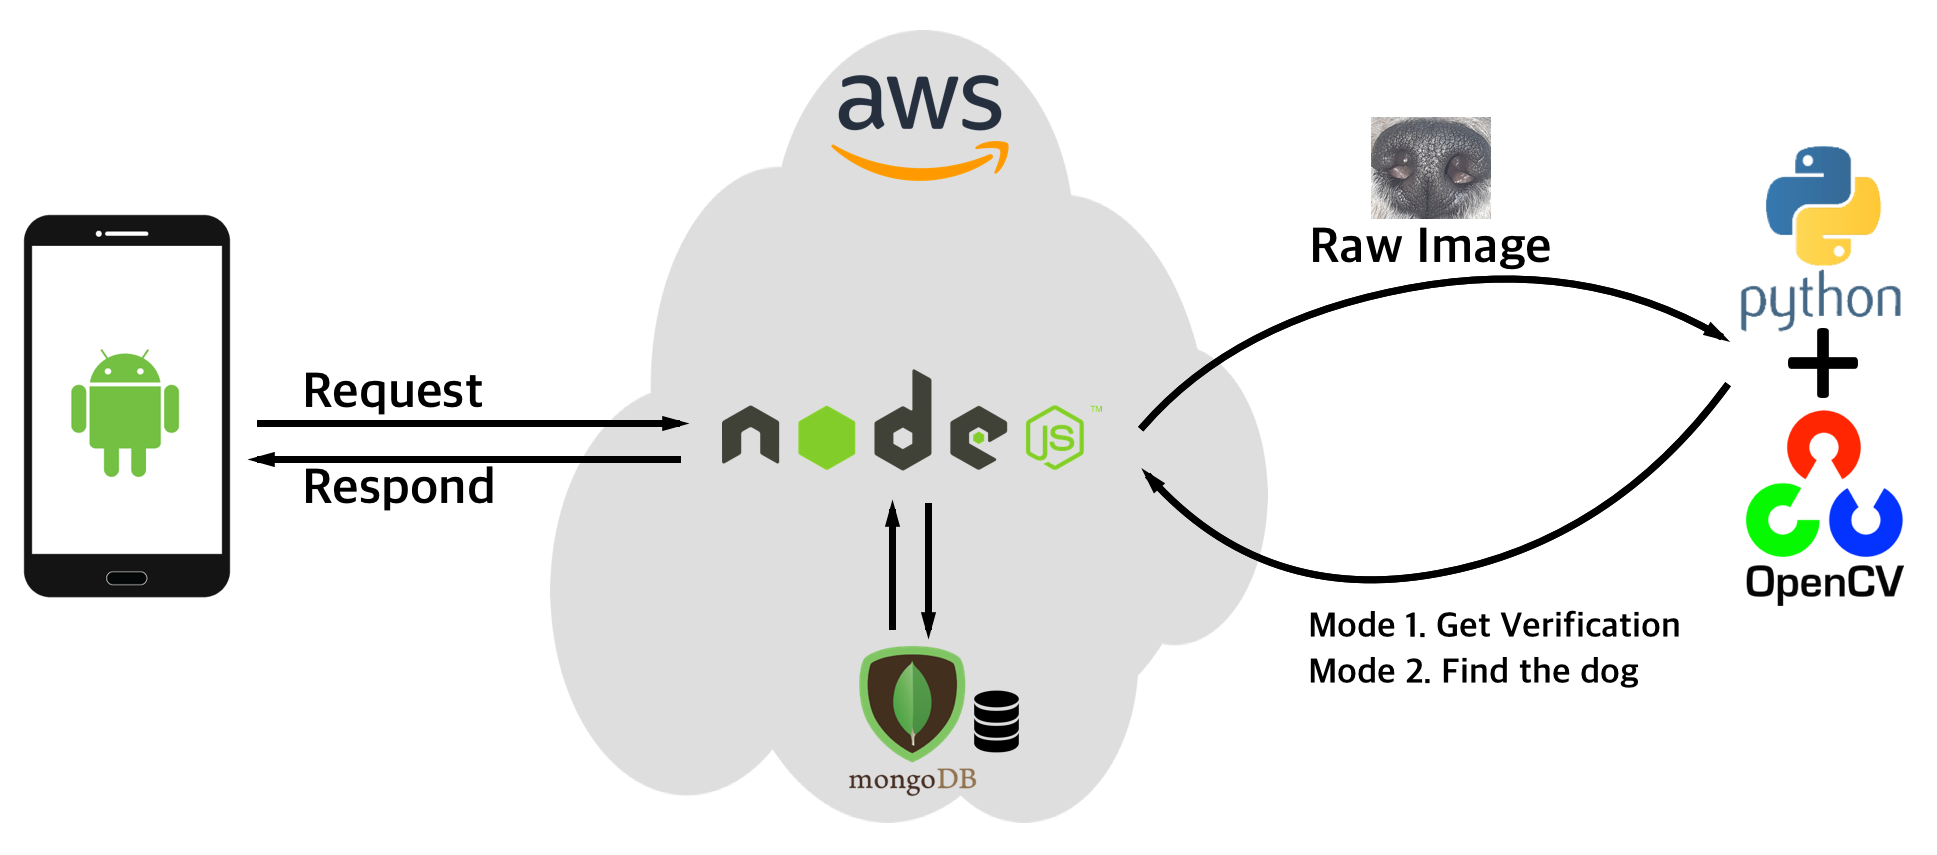 aws
Raw Image
python
Request
Respond
node
JS
TM
OpenCV
Mode 1. Get Verification
Mode 2. Find the dog
mongoDB